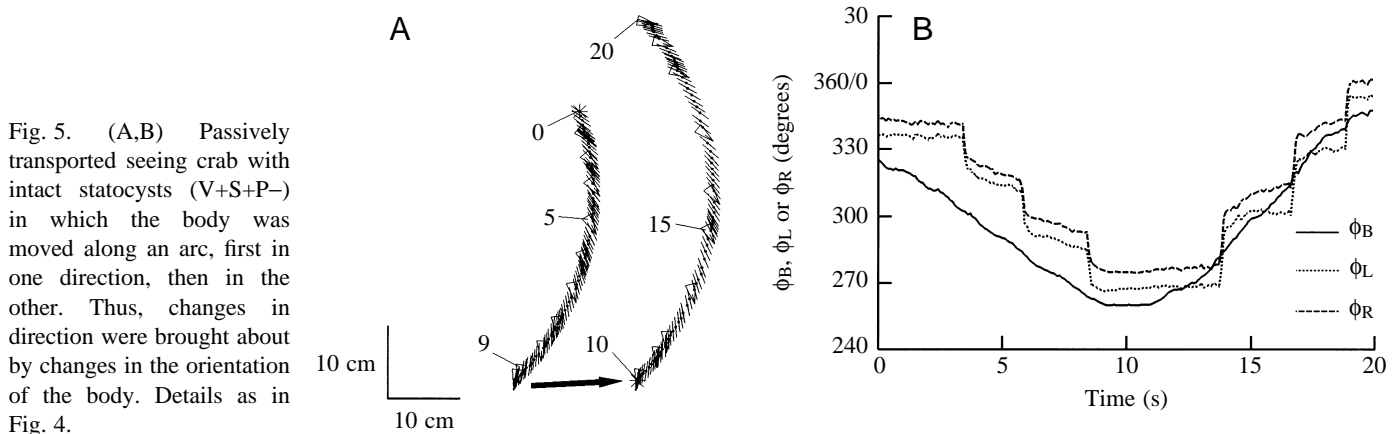 Fig. 5. (A,B) Passively
transported seeing crab with
intact statocysts (V+S+P−)
in which the body was
moved along an arc, first in
one direction, then in the
other. Thus, changes in
direction were brought about
by changes in the orientation
of the body. Details as in
Fig. 4.
A
20
0
5
15
9
10
10 cm
10 cm
B
ϕB, ϕL or ϕR (degrees)
30
360/0
330
300
270
240
ϕB
ϕL
ϕR
0
5
10
15
20
Time (s)